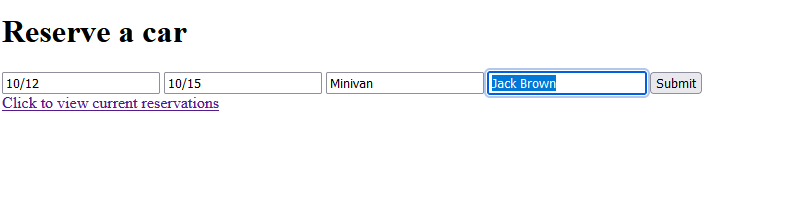 Reserve a car
10/12 10/15 Minivan Jack Brown Submit
Click to view current reservations